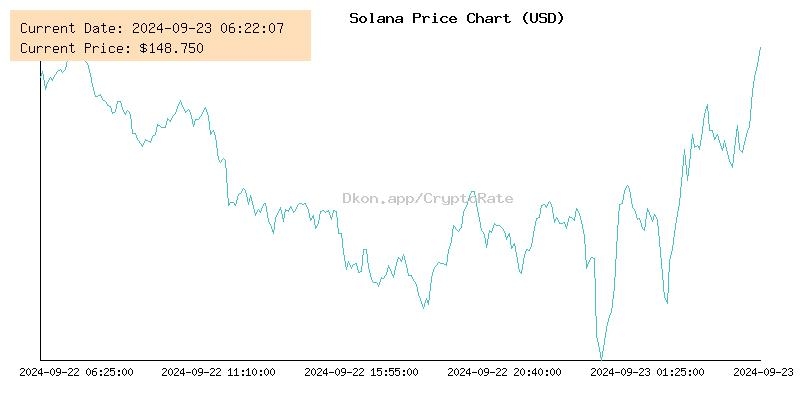 Solana Price Chart (USD)
Current Date: 2024-09-23 06:22:07
Current Price: $148.750
Dkon.app/CryptoRate
2024-09-22 06:25:00 2024-09-22 11:10:00 2024-09-22 15:55:00 2024-09-22 20:40:00 2024-09-23 01:25:00 2024-09-23